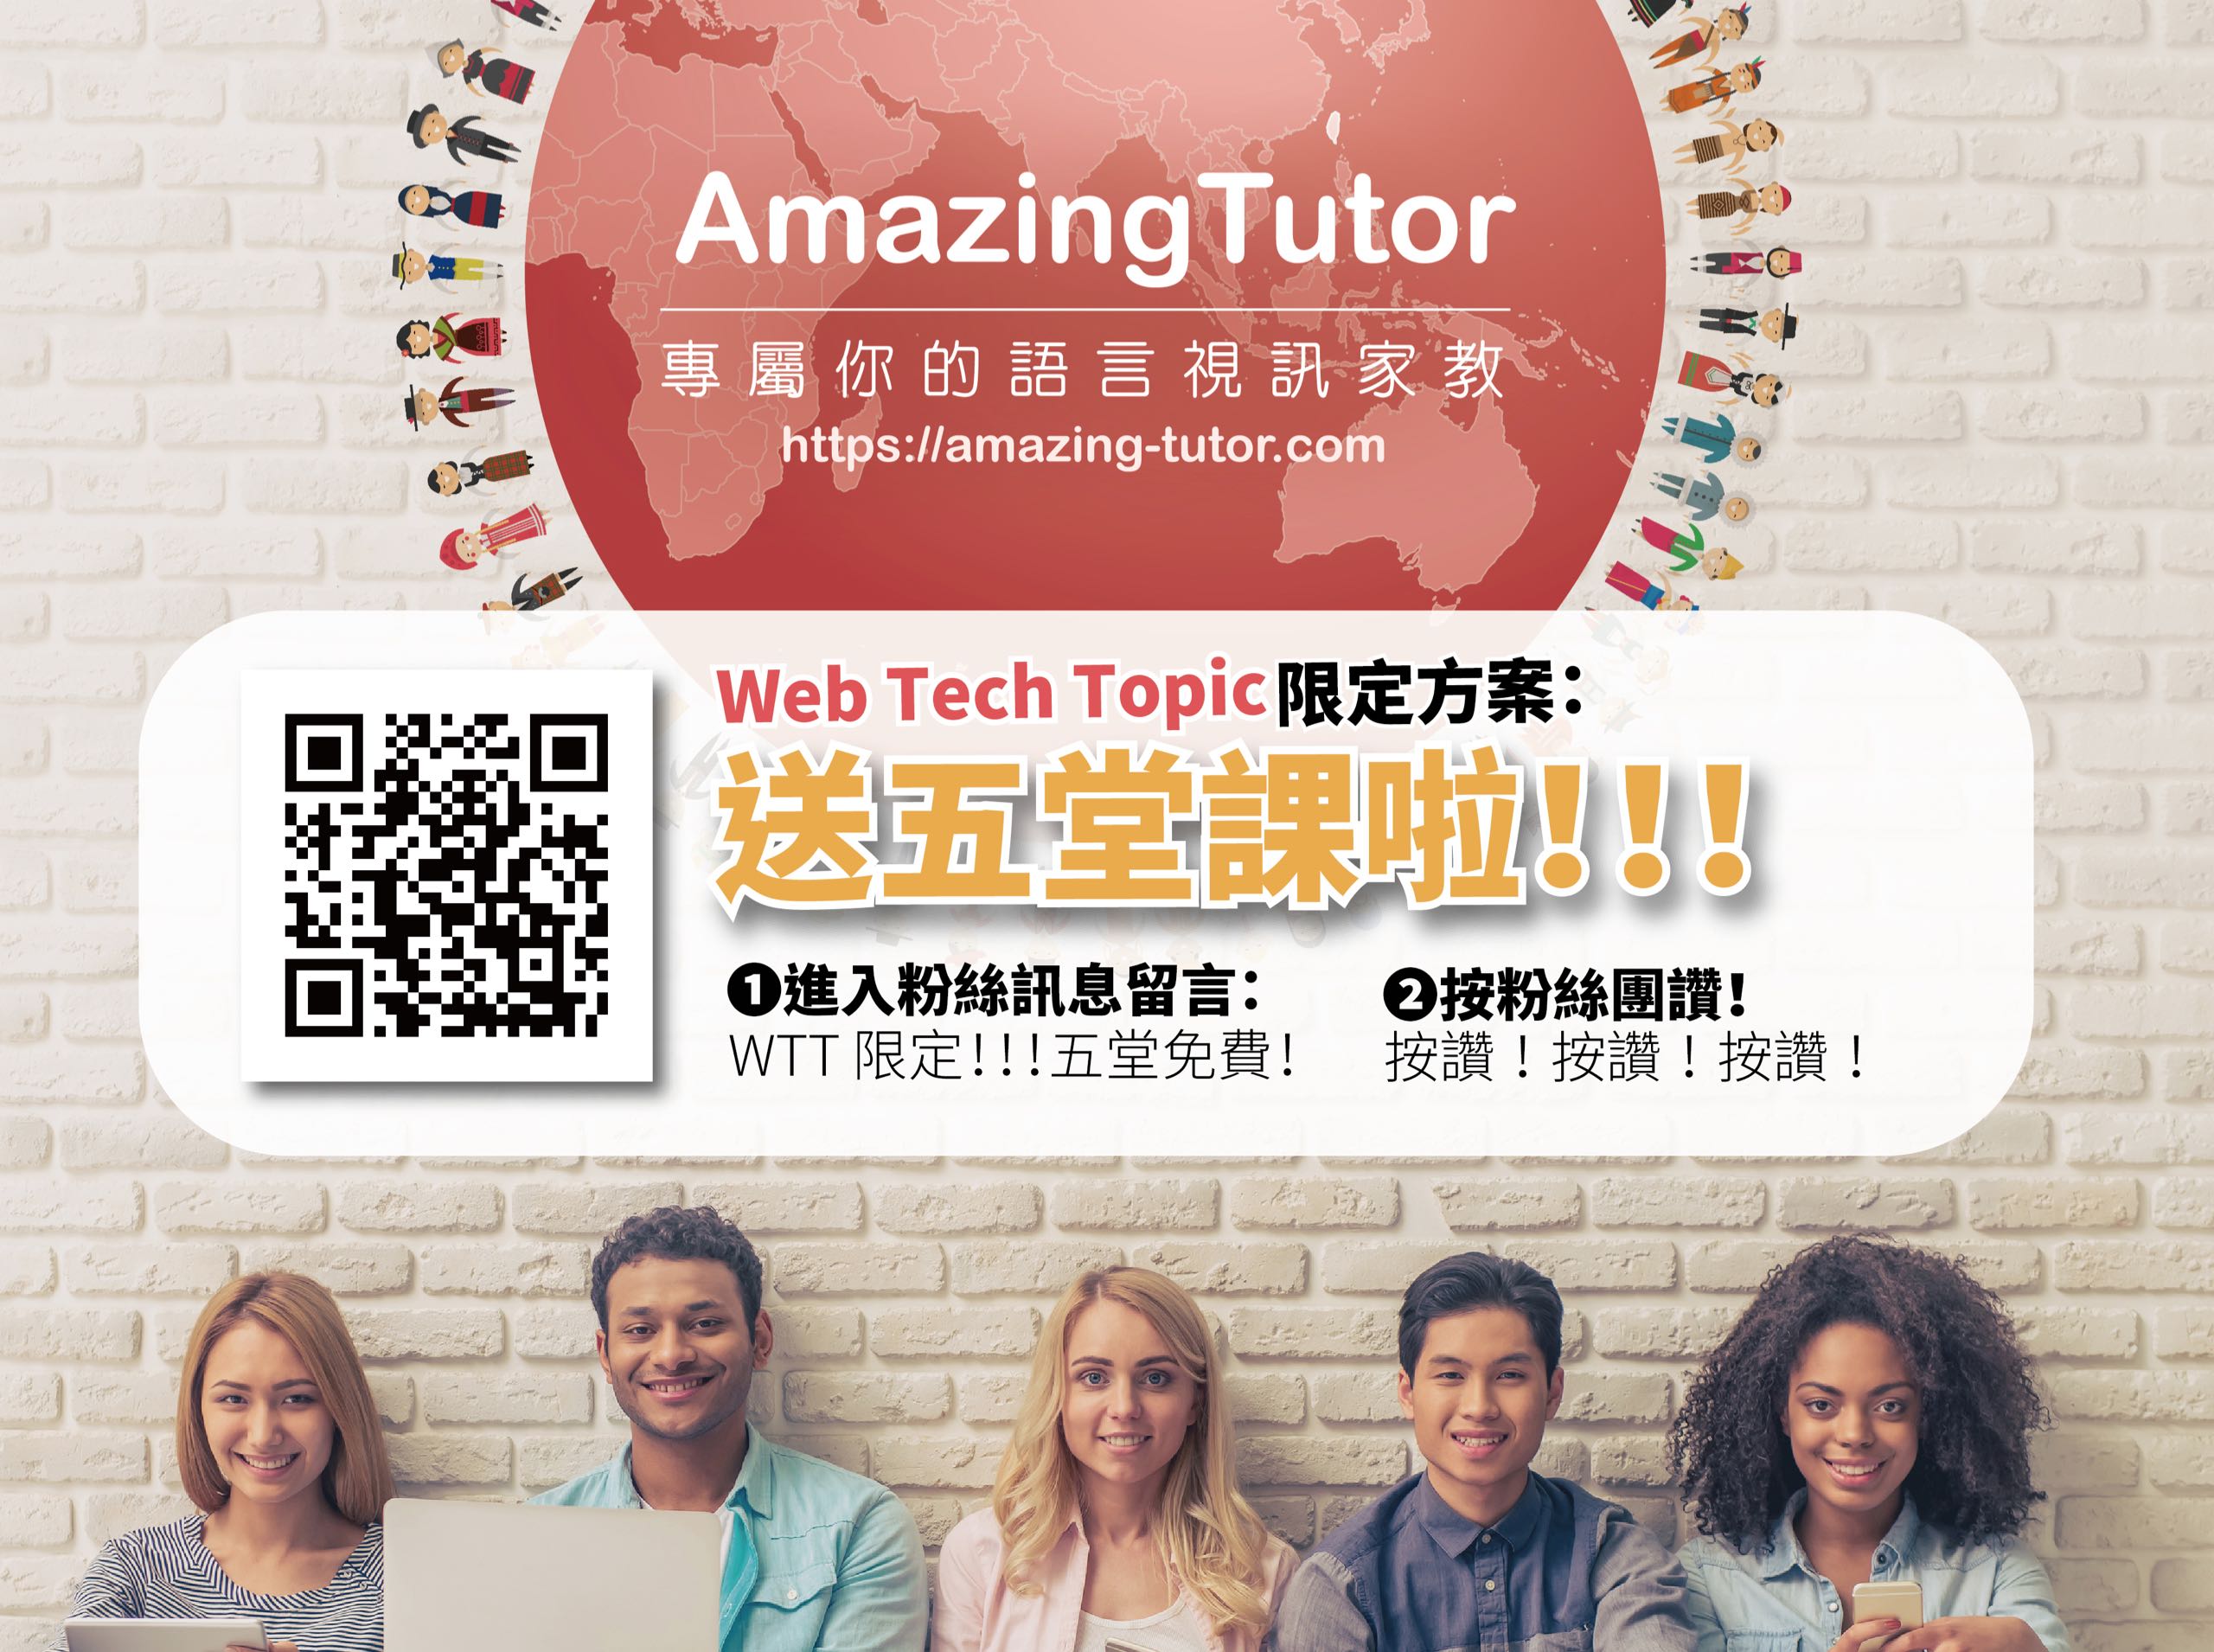 AmazingTutor
專屬你的語言視訊家教
https://amazing-tutor.com
Web Tech Topic限定方案：
送五堂課啦！！！
❶進入粉絲訊息留言：
WTT 限定！！！五堂免費！
❷按粉絲團讚！
按讚！按讚！按讚！